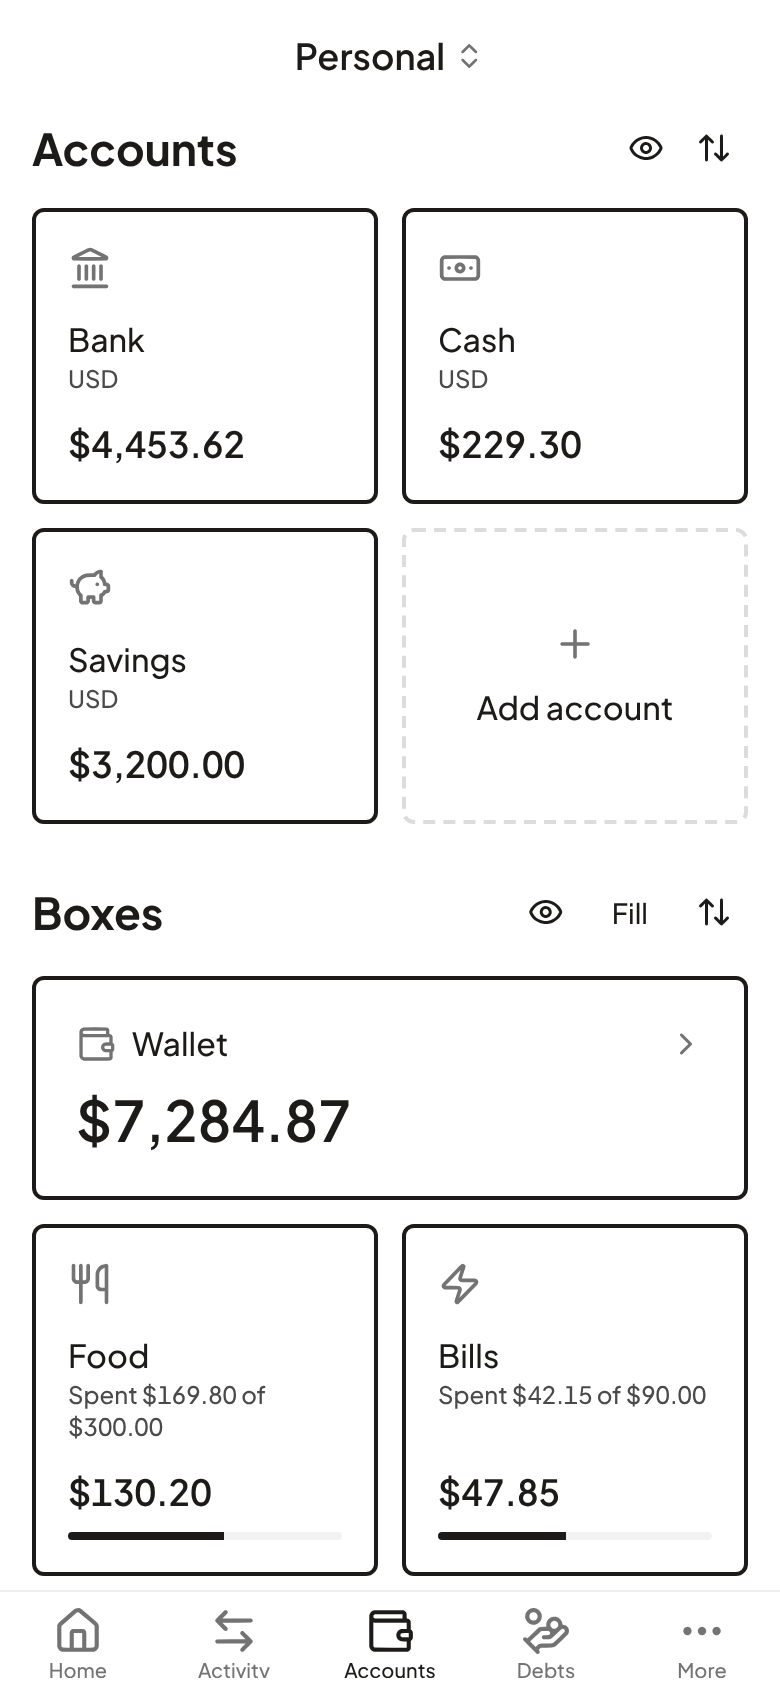 Personal
Accounts
Bank
USD
$4,453.62
Cash
USD
$229.30
Savings
USD
$3,200.00
Add account
Boxes
Fill
Wallet
$7,284.87
Food
Spent $169.80 of
$300.00
$130.20
Bills
Spent $42.15 of $90.00
$47.85
Home
Activity
Accounts
Debts
More